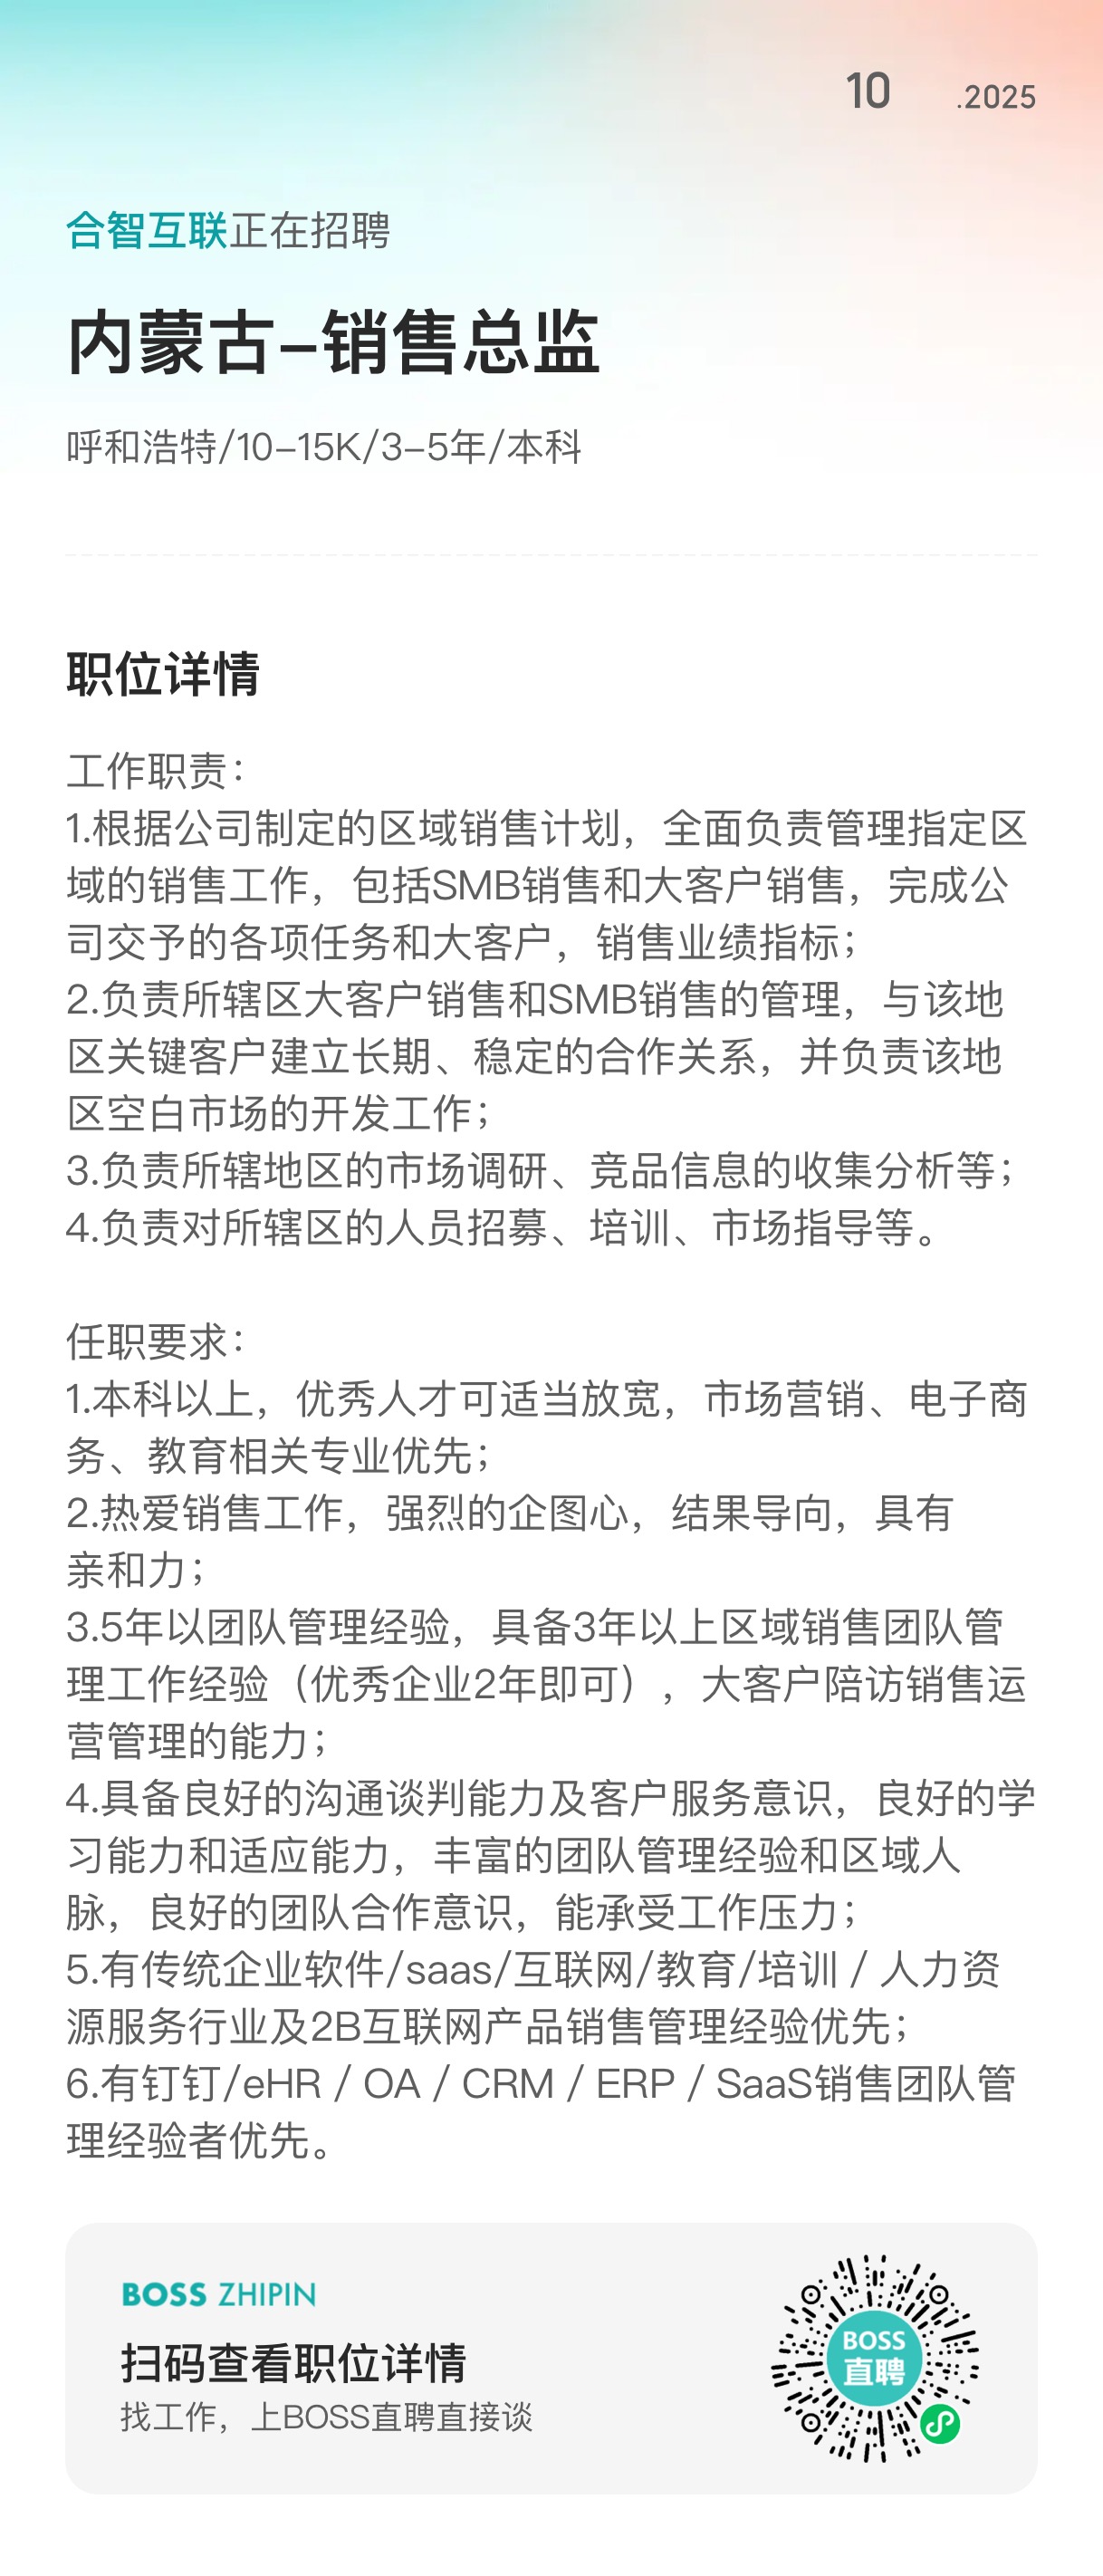 10 .2025
合智互联正在招聘
内蒙古-销售总监
呼和浩特/10-15K/3-5年/本科
职位详情
工作职责：
1.根据公司制定的区域销售计划，全面负责管理指定区
域的销售工作，包括SMB销售和大客户销售，完成公
司交予的各项任务和大客户，销售业绩指标；
2.负责所辖区大客户销售和SMB销售的管理，与该地
区关键客户建立长期、稳定的合作关系，并负责该地
区空白市场的开发工作；
3.负责所辖地区的市场调研、竞品信息的收集分析等；
4.负责对所辖区的人员招募、培训、市场指导等。
任职要求：
1.本科以上，优秀人才可适当放宽，市场营销、电子商
务、教育相关专业优先；
2.热爱销售工作，强烈的企图心，结果导向，具有
亲和力；
3.5年以团队管理经验，具备3年以上区域销售团队管
理工作经验（优秀企业2年即可），大客户陪访销售运
营管理的能力；
4.具备良好的沟通谈判能力及客户服务意识，良好的学
习能力和适应能力，丰富的团队管理经验和区域人
脉，良好的团队合作意识，能承受工作压力；
5.有传统企业软件/saas/互联网/教育/培训 / 人力资
源服务行业及2B互联网产品销售管理经验优先；
6.有钉钉/eHR / OA / CRM / ERP / SaaS销售团队管
理经验者优先。
BOSS ZHIPIN
扫码查看职位详情
找工作，上BOSS直聘直接谈
BOSS
直聘